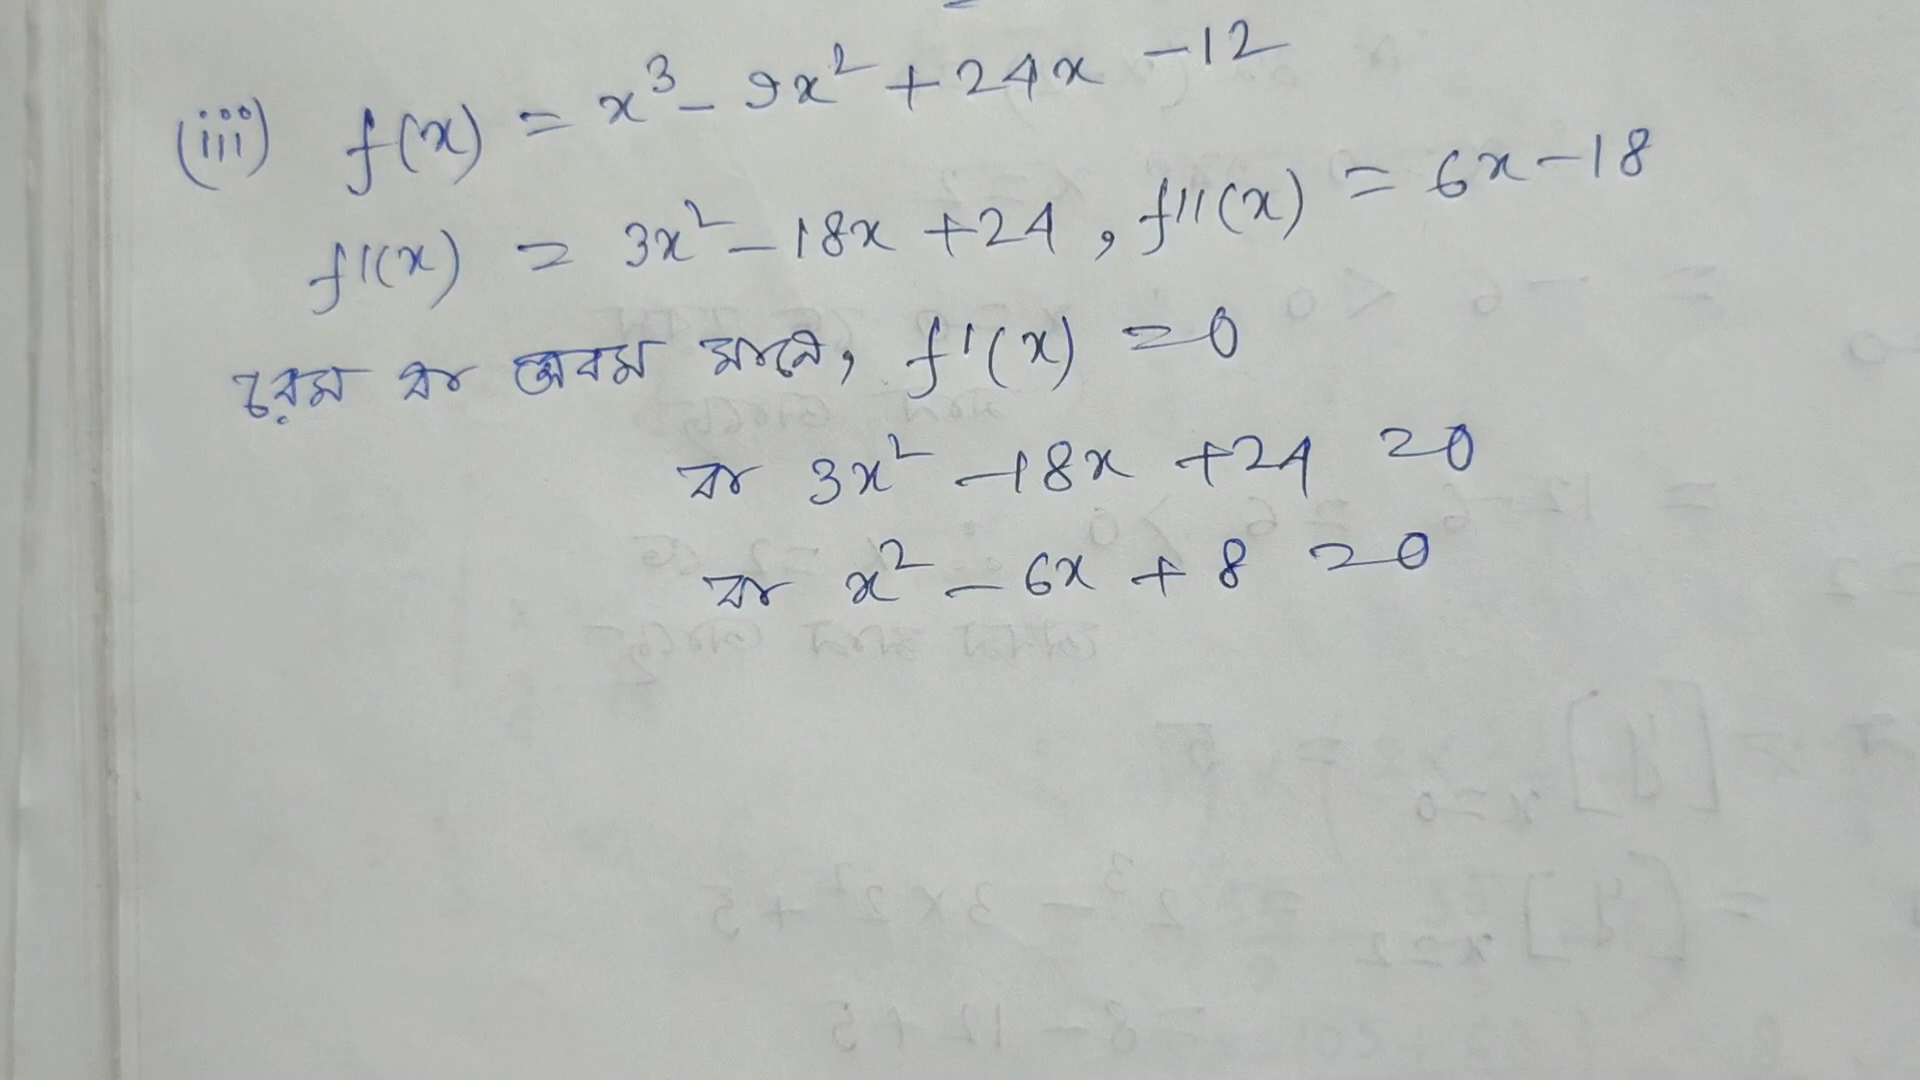 (iii) f(x) = x³ - 9x² + 24x - 12
f'(x) = 3x² - 18x + 24, f''(x) = 6x - 18
চরম বা অবম মানে, f'(x) = 0
বা 3x² - 18x + 24 = 0
বা x² - 6x + 8 = 0